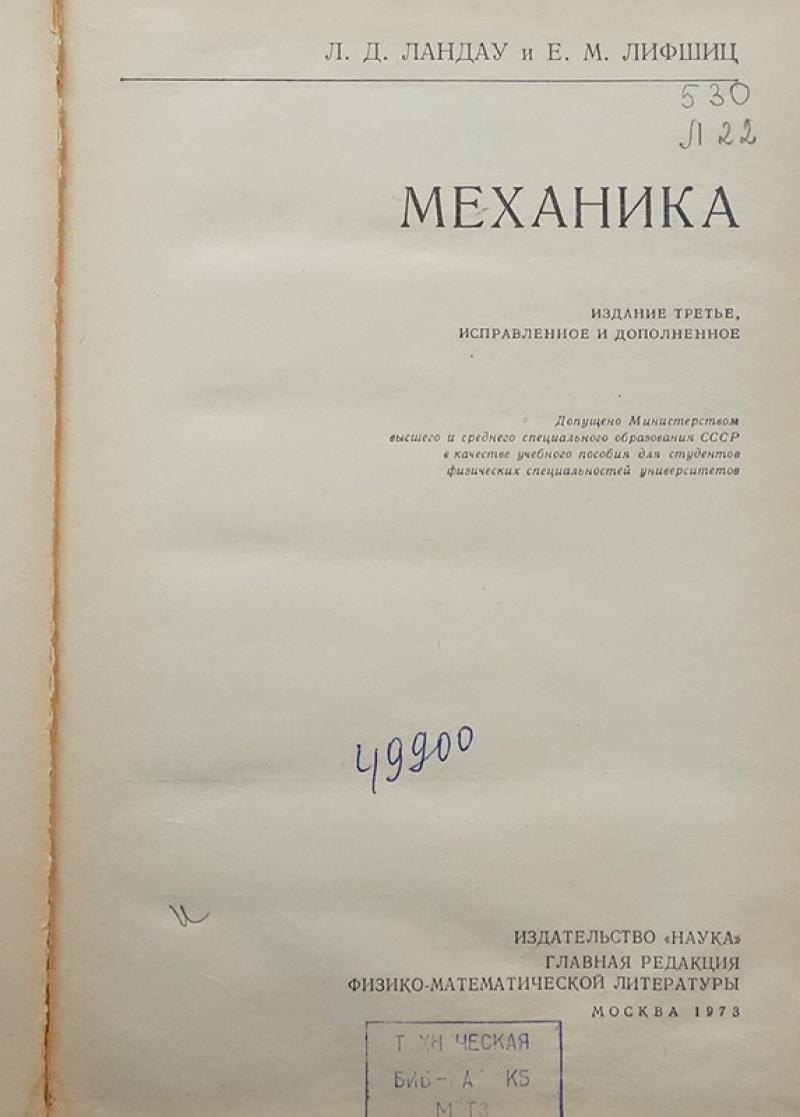 Л. Д. ЛАНДАУ и Е. М. ЛИФШИЦ
530
Л 22
МЕХАНИКА
ИЗДАНИЕ ТРЕТЬЕ,
ИСПРАВЛЕННОЕ И ДОПОЛНЕННОЕ
Допущено Министерством
высшего и среднего специального образования СССР
в качестве учебного пособия для студентов
физических специальностей университетов
49900
ИЗДАТЕЛЬСТВО «НАУКА»
ГЛАВНАЯ РЕДАКЦИЯ
ФИЗИКО-МАТЕМАТИЧЕСКОЙ ЛИТЕРАТУРЫ
МОСКВА 1973
К5